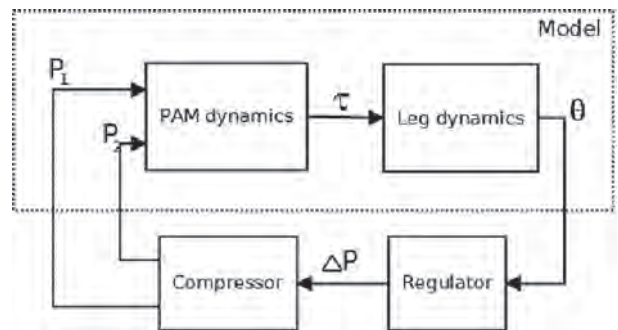 Model
P1
P2
PAM dynamics
τ
Leg dynamics
θ
Compressor
ΔP
Regulator